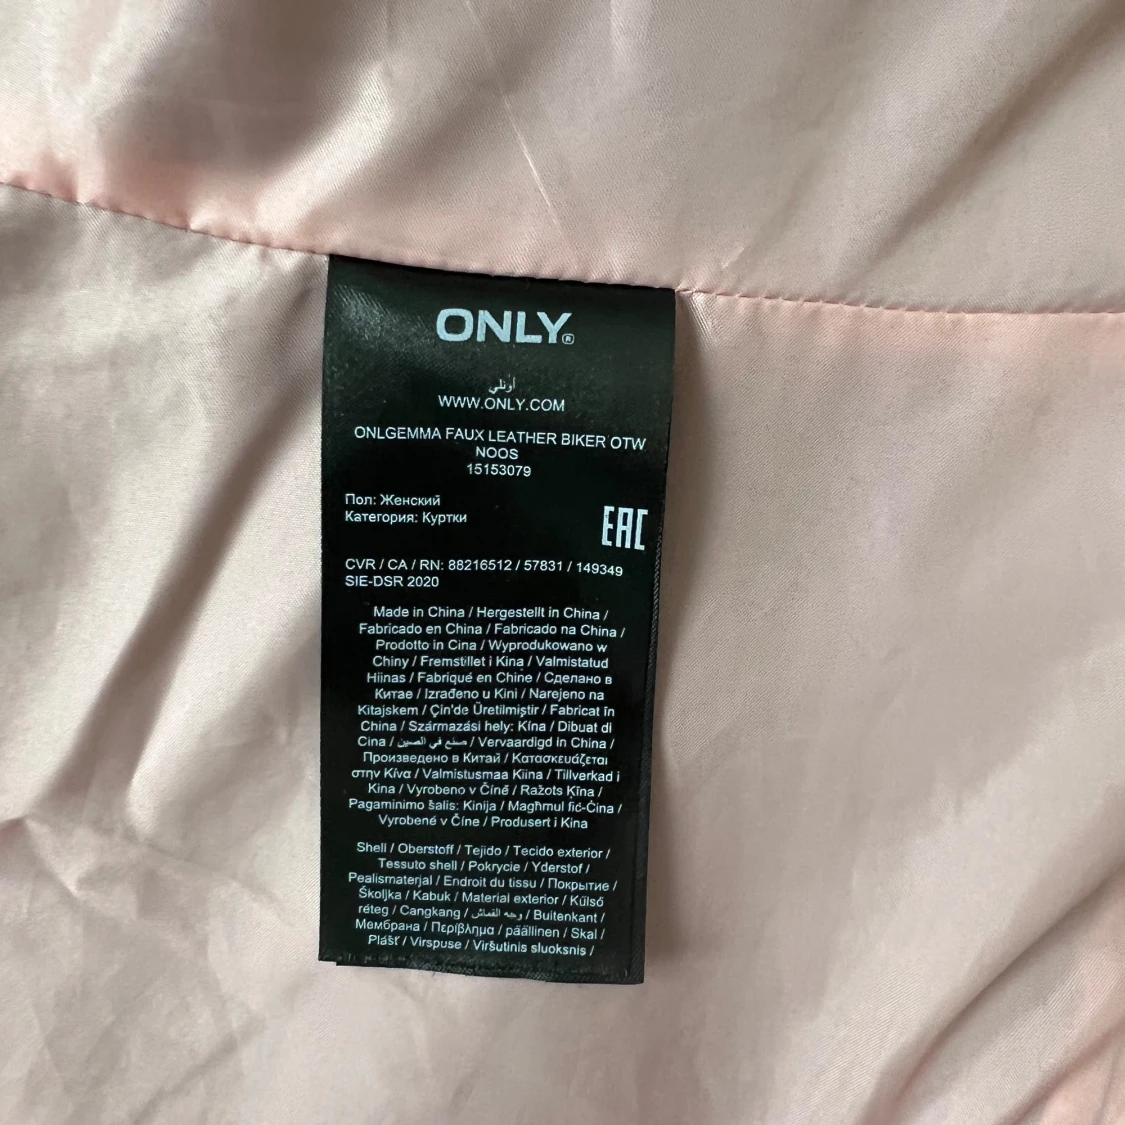 ONLY®
أونلي
WWW.ONLY.COM
ONLGEMMA FAUX LEATHER BIKER OTW
NOOS
15153079
Пол: Женский
Категория: Куртки
EAC
CVR / CA / RN: 88216512 / 57831 / 149349
SIE-DSR 2020
Made in China / Hergestellt in China /
Fabricado en China / Fabricado na China /
Prodotto in Cina / Wyprodukowano w
Chiny / Fremstillet i Kina / Valmistatud
Hiinas / Fabriqué en Chine / Сделано в
Китае / Izrađeno u Kini / Narejeno na
Kitajskem / Çin'de Üretilmiştir / Fabricat în
China / Származási hely: Kína / Dibuat di
Cina / صنع في الصين / Vervaardigd in China /
Произведено в Китай / Κατασκευάζεται
στην Κίνα / Valmistusmaa Kiina / Tillverkad i
Kina / Vyrobeno v Číně / Ražots Ķīna /
Pagaminimo šalis: Kinija / Magħmul fiċ-Ċina /
Vyrobené v Číne / Produsert i Kina
Shell / Oberstoff / Tejido / Tecido exterior /
Tessuto shell / Pokrycie / Yderstof /
Pealismaterjal / Endroit du tissu / Покрытие /
Školjka / Kabuk / Material exterior / Külső
réteg / Cangkang / وجه القماش / Buitenkant /
Мембрана / Περίβλημα / päällinen / Skal /
Plášť / Virspuse / Viršutinis sluoksnis /